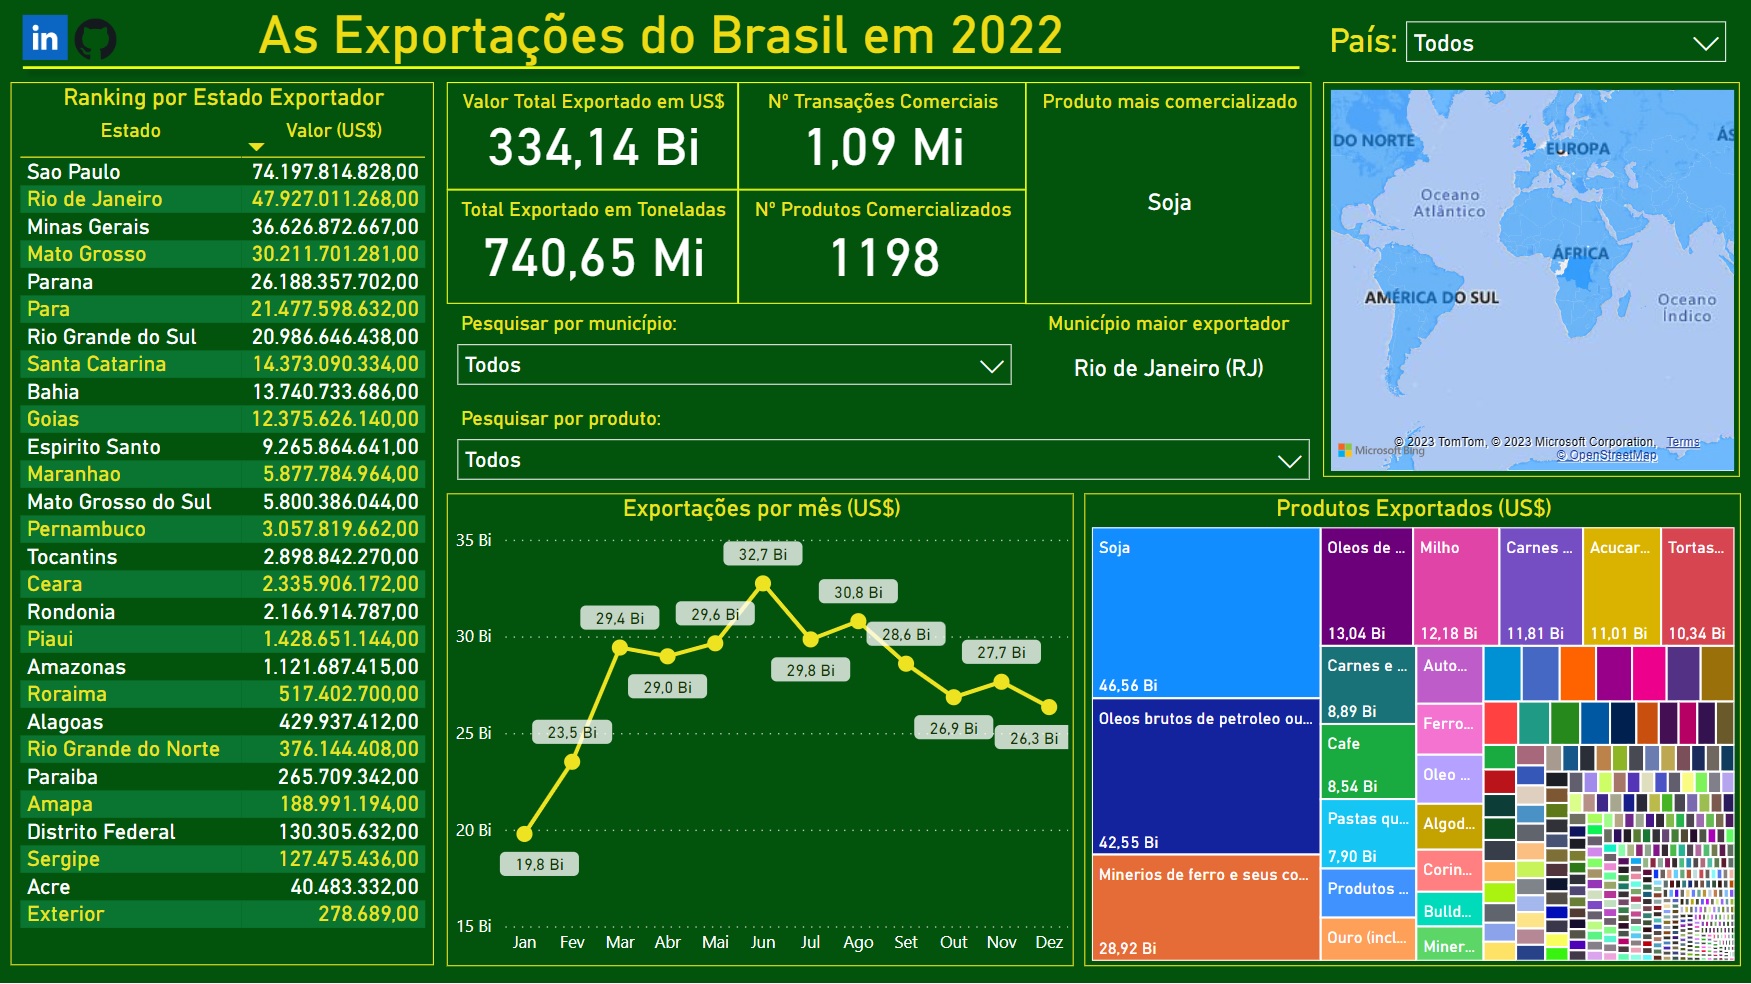 in
As Exportações do Brasil em 2022
País:
Todos
Ranking por Estado Exportador
Estado Valor (US$)
Sao Paulo 74.197.814.828,00
Rio de Janeiro 47.927.011.268,00
Minas Gerais 36.626.872.667,00
Mato Grosso 30.211.701.281,00
Parana 26.188.357.702,00
Para 21.477.598.632,00
Rio Grande do Sul 20.986.646.438,00
Santa Catarina 14.373.090.334,00
Bahia 13.740.733.686,00
Goias 12.375.626.140,00
Espirito Santo 9.265.864.641,00
Maranhao 5.877.784.964,00
Mato Grosso do Sul 5.800.386.044,00
Pernambuco 3.057.819.662,00
Tocantins 2.898.842.270,00
Ceara 2.335.906.172,00
Rondonia 2.166.914.787,00
Piaui 1.428.651.144,00
Amazonas 1.121.687.415,00
Roraima 517.402.700,00
Alagoas 429.937.412,00
Rio Grande do Norte 376.144.408,00
Paraiba 265.709.342,00
Amapa 188.991.194,00
Distrito Federal 130.305.632,00
Sergipe 127.475.436,00
Acre 40.483.332,00
Exterior 278.689,00
Valor Total Exportado em US$
334,14 Bi
Nº Transações Comerciais
1,09 Mi
Produto mais comercializado
Soja
Total Exportado em Toneladas
740,65 Mi
Nº Produtos Comercializados
1198
Pesquisar por município:
Todos
Município maior exportador
Rio de Janeiro (RJ)
Pesquisar por produto:
Todos
DO NORTE
EUROPA
ÁS
Oceano
Atlântico
ÁFRICA
AMÉRICA DO SUL
Oceano
Índico
© 2023 TomTom, © 2023 Microsoft Corporation, Terms
Microsoft Bing
© OpenStreetMap
Exportações por mês (US$)
35 Bi
30 Bi
25 Bi
20 Bi
15 Bi
19,8 Bi
23,5 Bi
29,4 Bi
29,0 Bi
29,6 Bi
32,7 Bi
29,8 Bi
30,8 Bi
28,6 Bi
26,9 Bi
27,7 Bi
26,3 Bi
Jan Fev Mar Abr Mai Jun Jul Ago Set Out Nov Dez
Produtos Exportados (US$)
Soja
46,56 Bi
Oleos brutos de petroleo ou...
42,55 Bi
Minerios de ferro e seus co...
28,92 Bi
Oleos de ...
13,04 Bi
Milho
12,18 Bi
Carnes ...
11,81 Bi
Acucar...
11,01 Bi
Tortas...
10,34 Bi
Carnes e ...
8,89 Bi
Cafe
8,54 Bi
Pastas qu...
7,90 Bi
Produtos ...
Ouro (incl...
Auto...
Ferro...
Oleo ...
Algod...
Corin...
Bulld...
Miner...